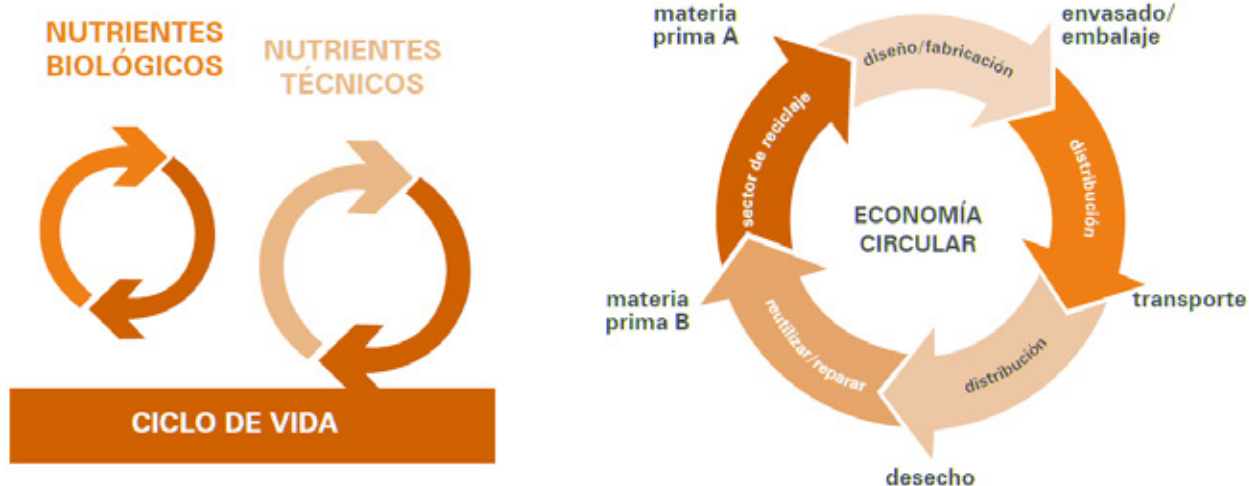 NUTRIENTES
BIOLÓGICOS
NUTRIENTES
TÉCNICOS
CICLO DE VIDA
materia
prima A
diseño/fabricación
envasado/
embalaje
distribución
transporte
distribución
desecho
reutilizar/reparar
materia
prima B
sector de reciclaje
ECONOMÍA
CIRCULAR